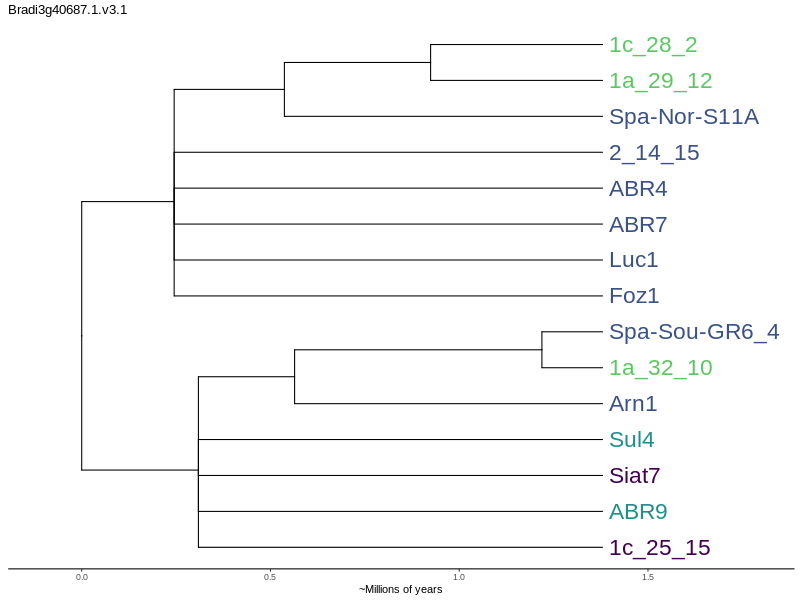 Bradi3g40687.1.v3.1
1c_28_2
1a_29_12
Spa-Nor-S11A
2_14_15
ABR4
ABR7
Luc1
Foz1
Spa-Sou-GR6_4
1a_32_10
Arn1
Sul4
Siat7
ABR9
1c_25_15
0.0 0.5 1.0 1.5
~Millions of years